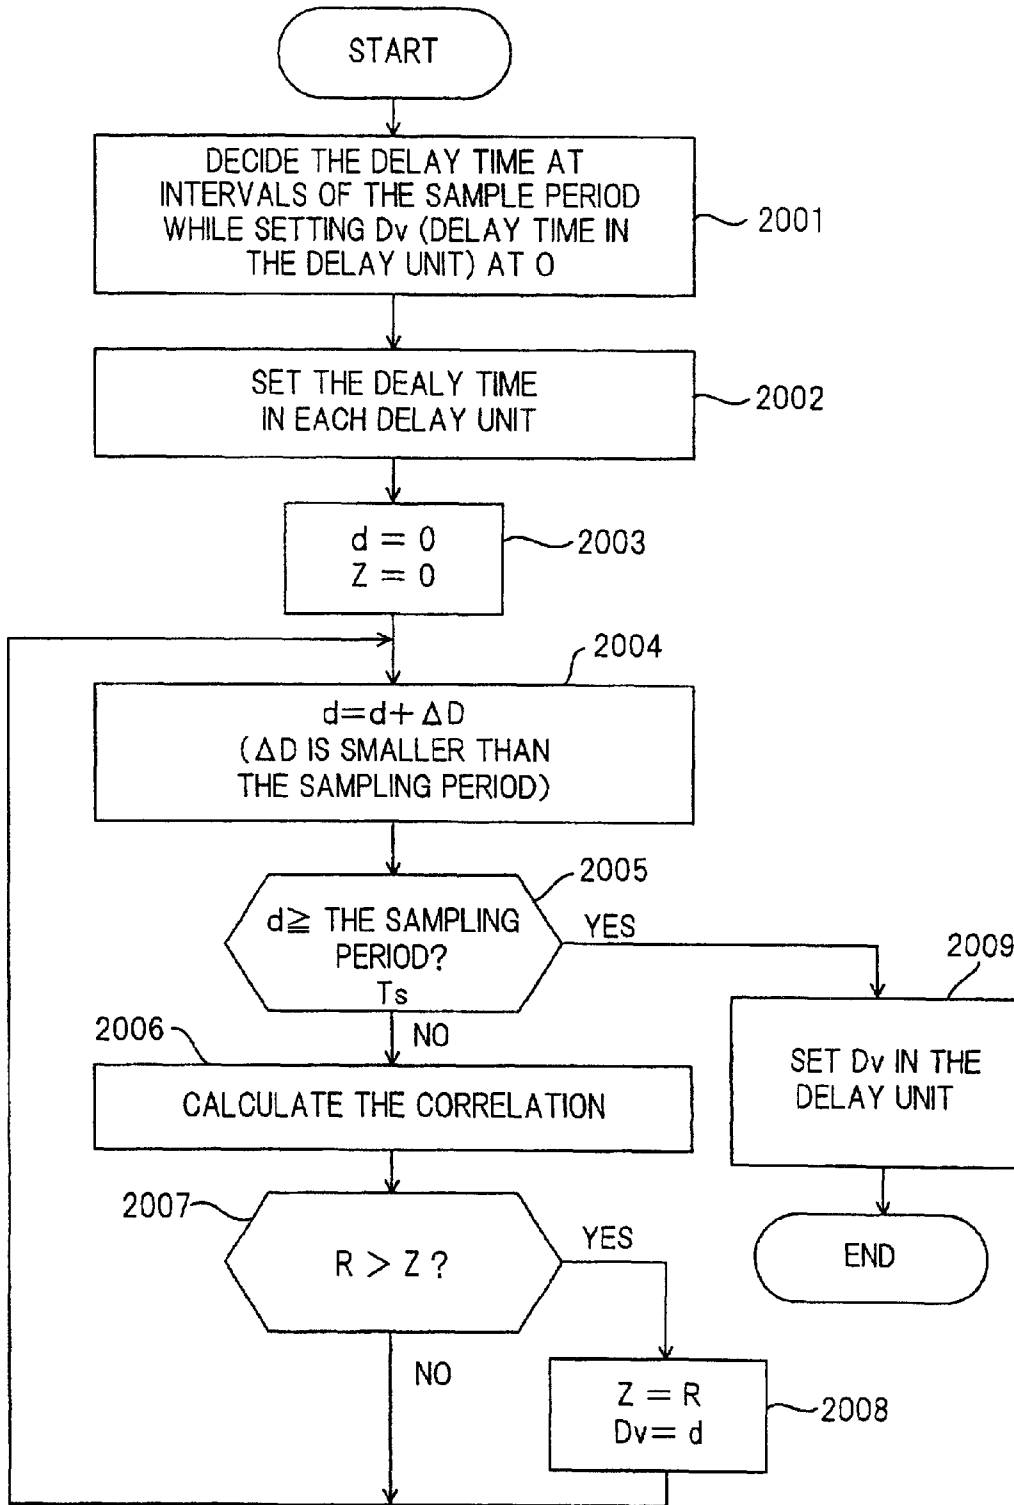 START
DECIDE THE DELAY TIME AT
INTERVALS OF THE SAMPLE PERIOD
WHILE SETTING Dv (DELAY TIME IN
THE DELAY UNIT) AT 0
2001
SET THE DEALY TIME
IN EACH DELAY UNIT
2002
d = 0
Z = 0
2003
2004
d=d+ΔD
(ΔD IS SMALLER THAN
THE SAMPLING PERIOD)
2005
d≧ THE SAMPLING
PERIOD?
Ts
YES
NO
2009
SET Dv IN THE
DELAY UNIT
2006
CALCULATE THE CORRELATION
2007
R > Z ?
YES
NO
END
Z = R
Dv= d
2008